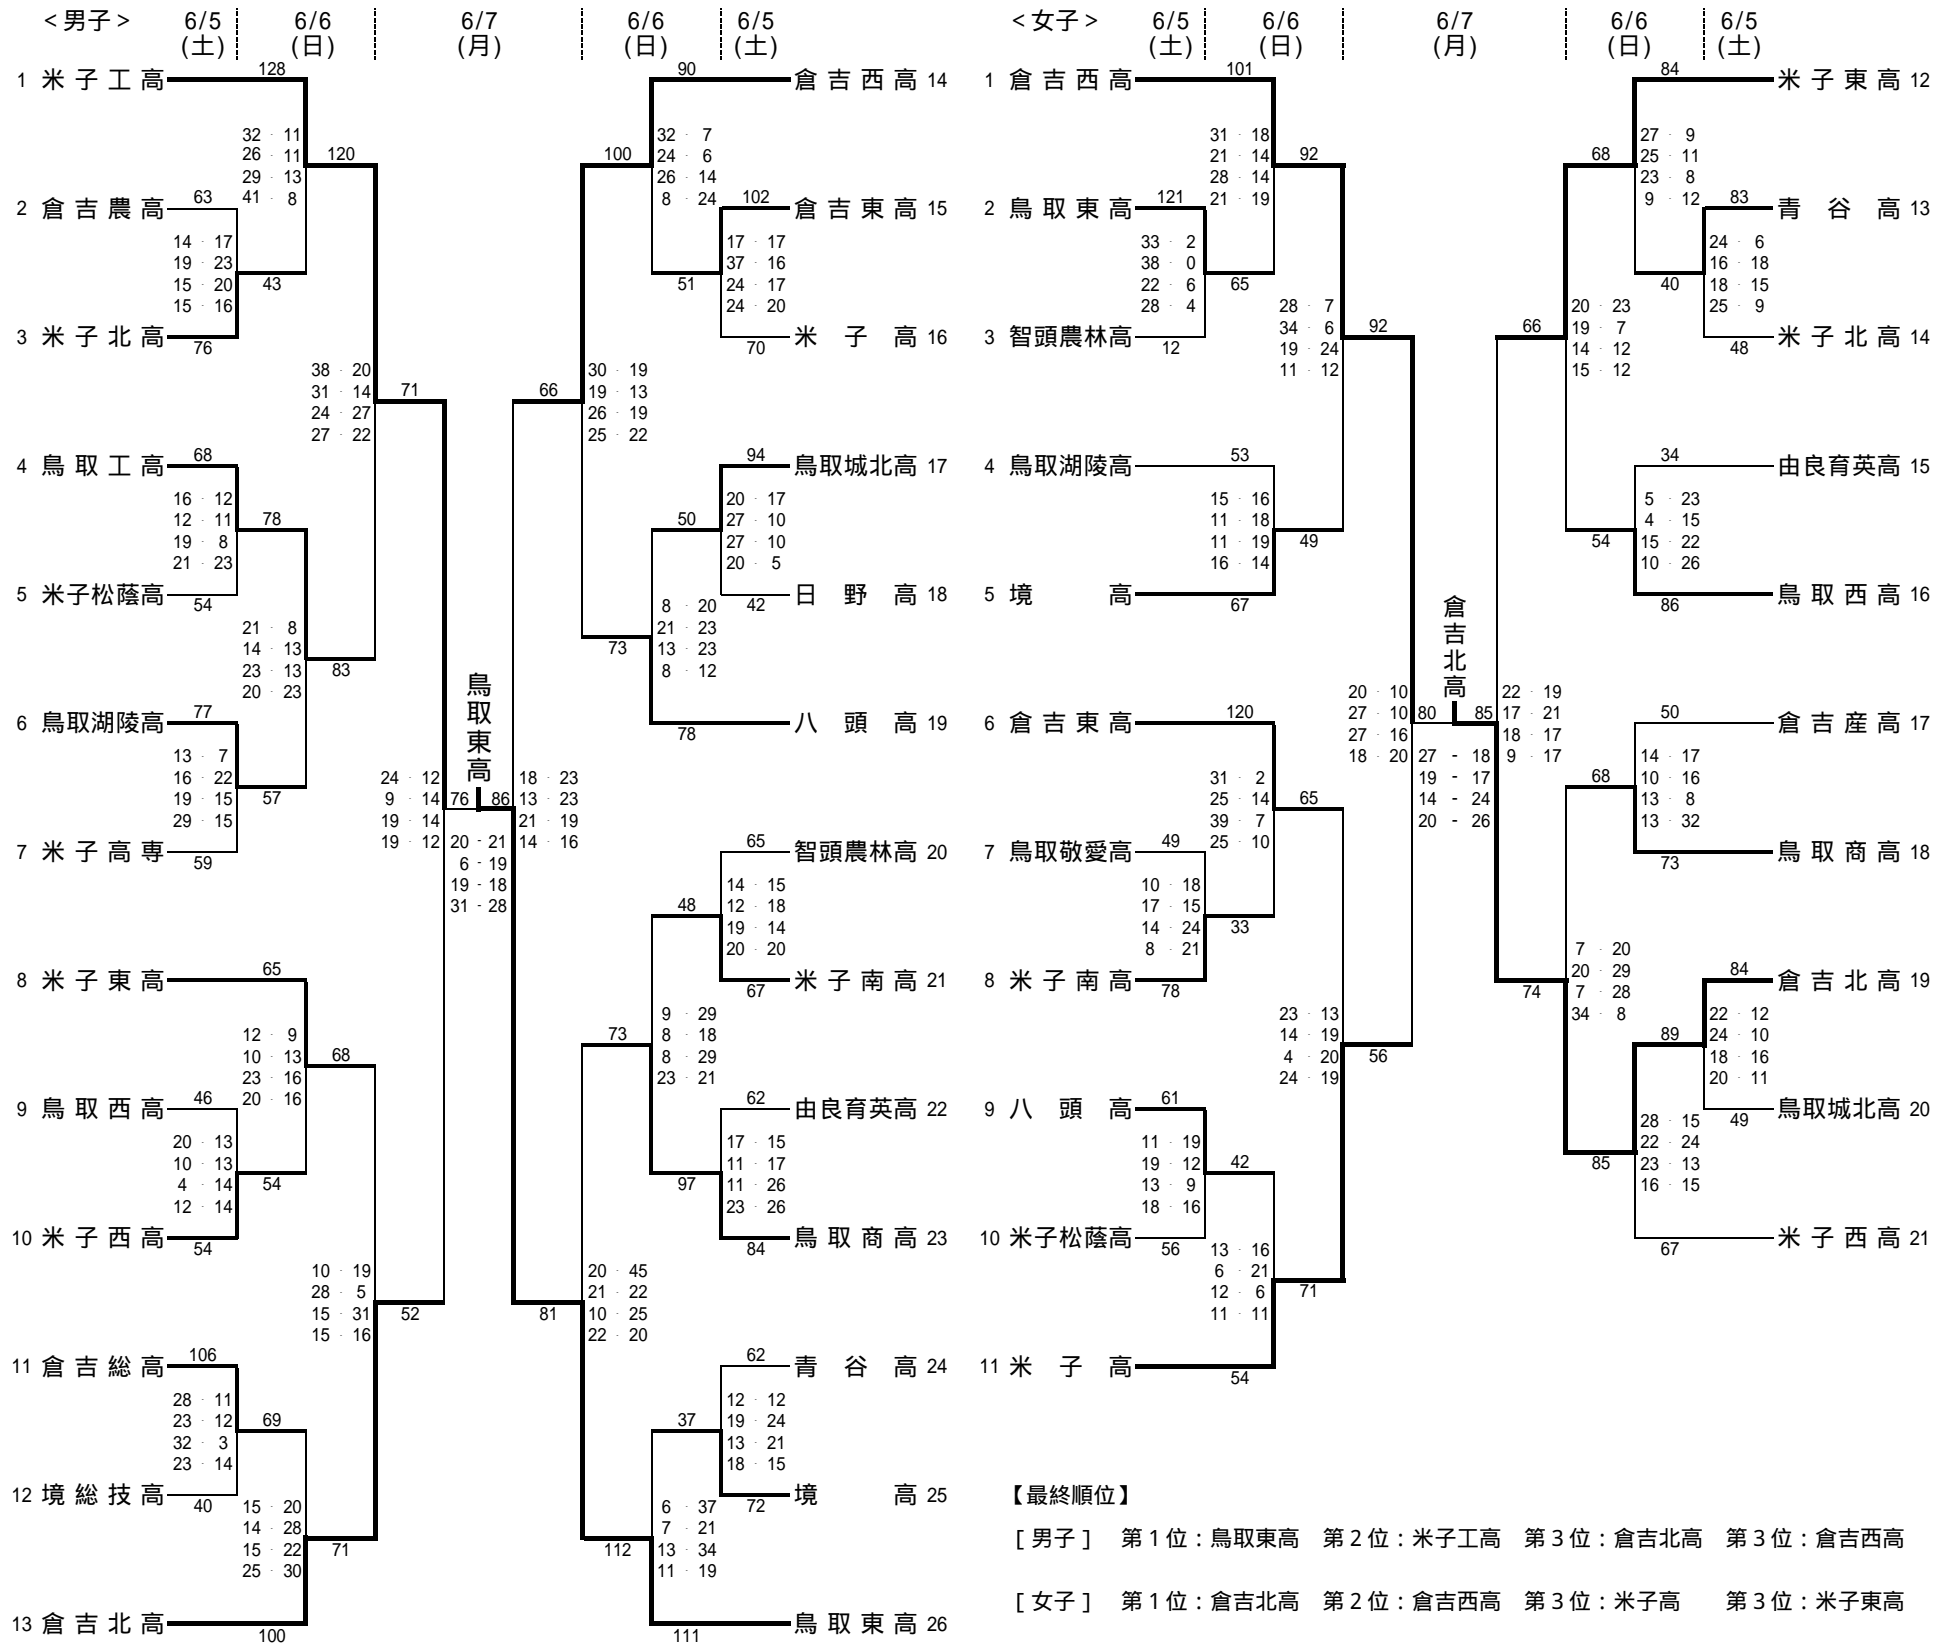 ＜男子＞ 6/5 6/6 6/7 6/6 6/5 ＜女子＞ 6/5 6/6 6/7 6/6 6/5
(土) (日) (月) (日) (土) (土) (日) (月) (日) (土)
1 米子工高 128
32 - 11
26 - 11
29 - 13
41 - 8
120
2 倉吉農高 63
14 - 17
19 - 23
15 - 20
15 - 16
43
3 米子北高 76
38 - 20
31 - 14
24 - 27
27 - 22
71
4 鳥取工高 68
16 - 12
12 - 11
19 - 8
21 - 23
78
5 米子松蔭高 54
21 - 8
14 - 13
23 - 13
20 - 23
83
6 鳥取湖陵高 77
13 - 7
16 - 22
19 - 15
29 - 15
57
7 米子高専 59
24 - 12
9 - 14
19 - 14
19 - 12
鳥取東高
76 86
20 - 21
6 - 19
19 - 18
31 - 28
8 米子東高 65
12 - 9
10 - 13
23 - 16
20 - 16
68
9 鳥取西高 46
20 - 13
10 - 13
4 - 14
12 - 14
54
10 米子西高 54
10 - 19
28 - 5
15 - 31
15 - 16
52
11 倉吉総高 106
28 - 11
23 - 12
32 - 3
23 - 14
69
12 境総技高 40
15 - 20
14 - 28
15 - 22
25 - 30
71
13 倉吉北高 100
90 倉吉西高 14
32 - 7
24 - 6
26 - 14
8 - 24
100
102 倉吉東高 15
17 - 17
37 - 16
24 - 17
24 - 20
51
70 米子高 16
30 - 19
19 - 13
26 - 19
25 - 22
66
94 鳥取城北高 17
20 - 17
27 - 10
27 - 10
20 - 5
50
42 日野高 18
8 - 20
21 - 23
13 - 23
8 - 12
73
78 八頭高 19
18 - 23
13 - 23
21 - 19
14 - 16
65 智頭農林高 20
14 - 15
12 - 18
19 - 14
20 - 20
48
67 米子南高 21
9 - 29
8 - 18
8 - 29
23 - 21
73
62 由良育英高 22
17 - 15
11 - 17
11 - 26
23 - 26
97
84 鳥取商高 23
20 - 45
21 - 22
10 - 25
22 - 20
81
62 青谷高 24
12 - 12
19 - 24
13 - 21
18 - 15
37
72 境高 25
6 - 37
7 - 21
13 - 34
11 - 19
112
111 鳥取東高 26
1 倉吉西高 101
31 - 18
21 - 14
28 - 14
21 - 19
92
2 鳥取東高 121
33 - 2
38 - 0
22 - 6
28 - 4
65
3 智頭農林高 12
28 - 7
34 - 6
19 - 24
11 - 12
92
4 鳥取湖陵高 53
15 - 16
11 - 18
11 - 19
16 - 14
49
5 境高 67
20 - 10
27 - 10
27 - 16
18 - 20
倉吉北高
80 85
27 - 18
19 - 17
14 - 24
20 - 26
6 倉吉東高 120
31 - 2
25 - 14
39 - 7
25 - 10
65
7 鳥取敬愛高 49
10 - 18
17 - 15
14 - 24
8 - 21
33
8 米子南高 78
23 - 13
14 - 19
4 - 20
24 - 19
56
9 八頭高 61
11 - 19
19 - 12
13 - 9
18 - 16
42
10 米子松蔭高 56
13 - 16
6 - 21
12 - 6
11 - 11
71
11 米子高 54
84 米子東高 12
27 - 9
25 - 11
23 - 8
9 - 12
68
83 青谷高 13
24 - 6
16 - 18
18 - 15
25 - 9
40
48 米子北高 14
20 - 23
19 - 7
14 - 12
15 - 12
66
34 由良育英高 15
5 - 23
4 - 15
15 - 22
10 - 26
54
86 鳥取西高 16
22 - 19
17 - 21
18 - 17
9 - 17
50 倉吉産高 17
14 - 17
10 - 16
13 - 8
13 - 32
68
73 鳥取商高 18
7 - 20
20 - 29
7 - 28
34 - 8
74
84 倉吉北高 19
22 - 12
24 - 10
18 - 16
20 - 11
89
49 鳥取城北高 20
28 - 15
22 - 24
23 - 13
16 - 15
85
67 米子西高 21
【最終順位】
[男子] 第1位：鳥取東高 第2位：米子工高 第3位：倉吉北高 第3位：倉吉西高
[女子] 第1位：倉吉北高 第2位：倉吉西高 第3位：米子高 第3位：米子東高